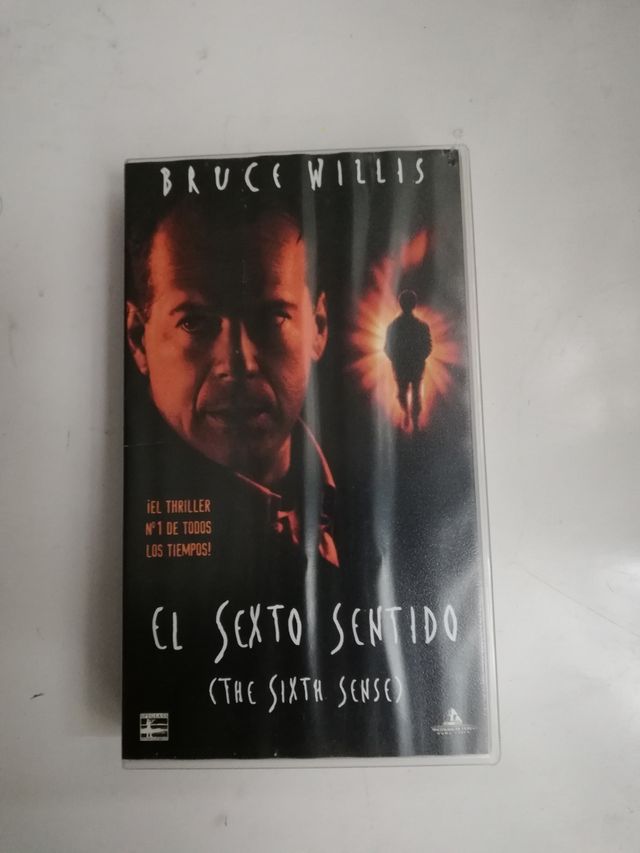 BRUCE WILLIS
¡EL THRILLER
Nº1 DE TODOS
LOS TIEMPOS!
EL SEXTO SENTIDO
(THE SIXTH SENSE)